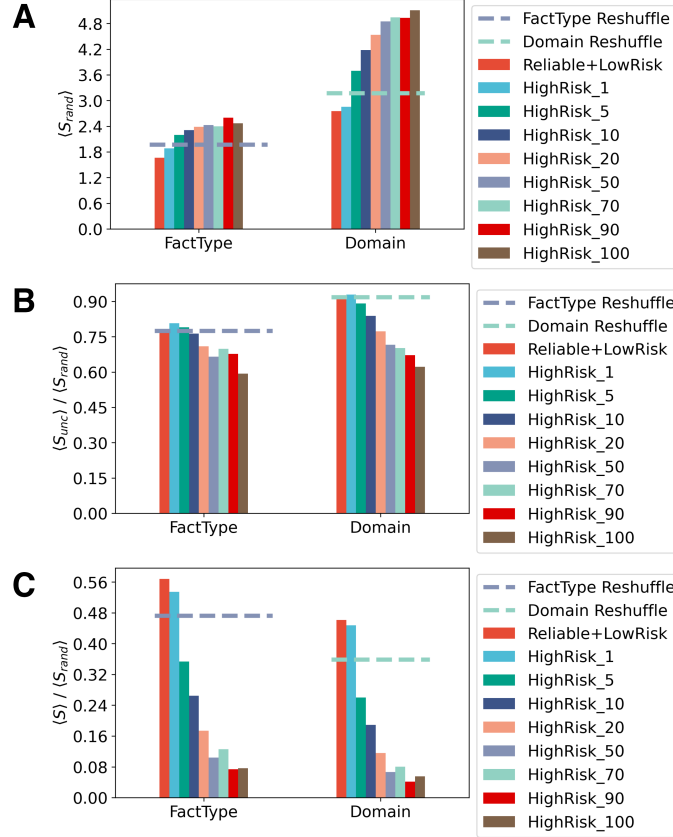 A
⟨S_rand⟩
4.8
4.2
3.6
3.0
2.4
1.8
1.2
0.6
0.0
FactType
Domain
FactType Reshuffle
Domain Reshuffle
Reliable+LowRisk
HighRisk_1
HighRisk_5
HighRisk_10
HighRisk_20
HighRisk_50
HighRisk_70
HighRisk_90
HighRisk_100
B
⟨S_unc⟩ / ⟨S_rand⟩
0.90
0.75
0.60
0.45
0.30
0.15
0.00
FactType
Domain
FactType Reshuffle
Domain Reshuffle
Reliable+LowRisk
HighRisk_1
HighRisk_5
HighRisk_10
HighRisk_20
HighRisk_50
HighRisk_70
HighRisk_90
HighRisk_100
C
⟨S⟩ / ⟨S_rand⟩
0.56
0.48
0.40
0.32
0.24
0.16
0.08
0.00
FactType
Domain
FactType Reshuffle
Domain Reshuffle
Reliable+LowRisk
HighRisk_1
HighRisk_5
HighRisk_10
HighRisk_20
HighRisk_50
HighRisk_70
HighRisk_90
HighRisk_100